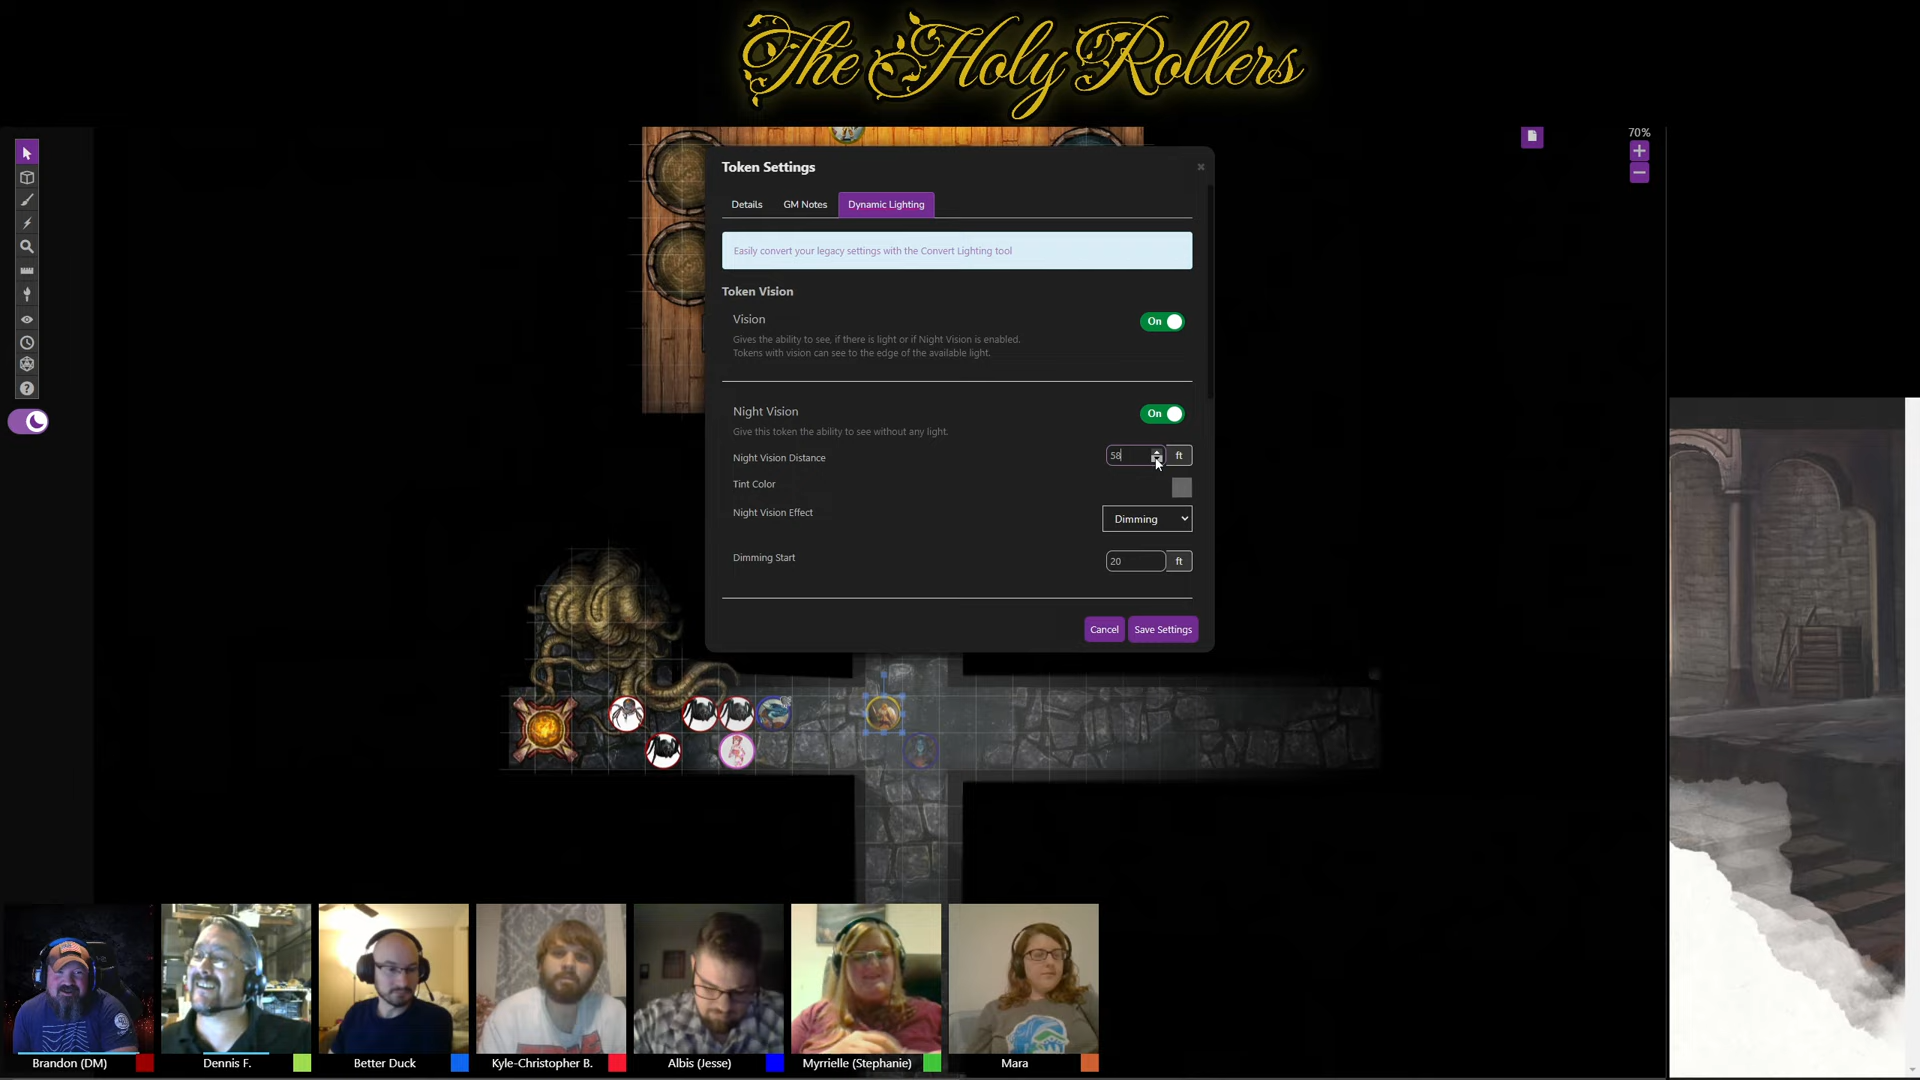 The Holy Rollers
70%
Token Settings
Details GM Notes Dynamic Lighting
Easily convert your legacy settings with the Convert Lighting tool
Token Vision
Vision On
Gives the ability to see, if there is light or if Night Vision is enabled.
Tokens with vision can see to the edge of the available light.
Night Vision On
Give this token the ability to see without any light.
Night Vision Distance 58 ft
Tint Color
Night Vision Effect Dimming
Dimming Start 20 ft
Cancel Save Settings
Brandon (DM) Dennis F. Better Duck Kyle-Christopher B. Albis (Jesse) Myrrielle (Stephanie) Mara